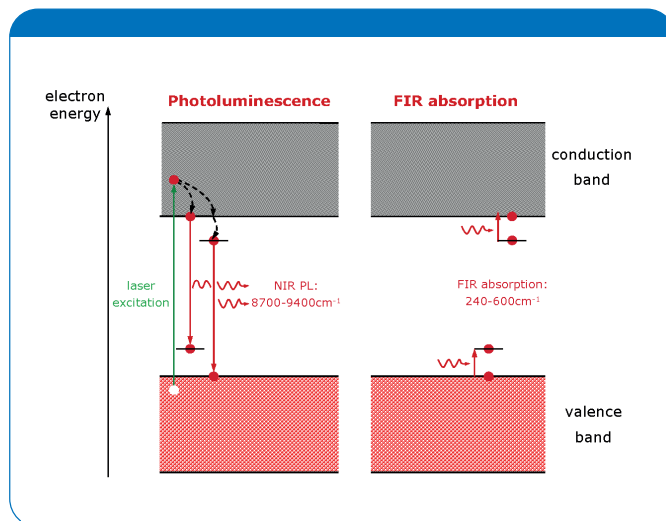 electron
energy
Photoluminescence
FIR absorption
conduction
band
laser
excitation
NIR PL:
8700-9400cm⁻¹
FIR absorption:
240-600cm⁻¹
valence
band